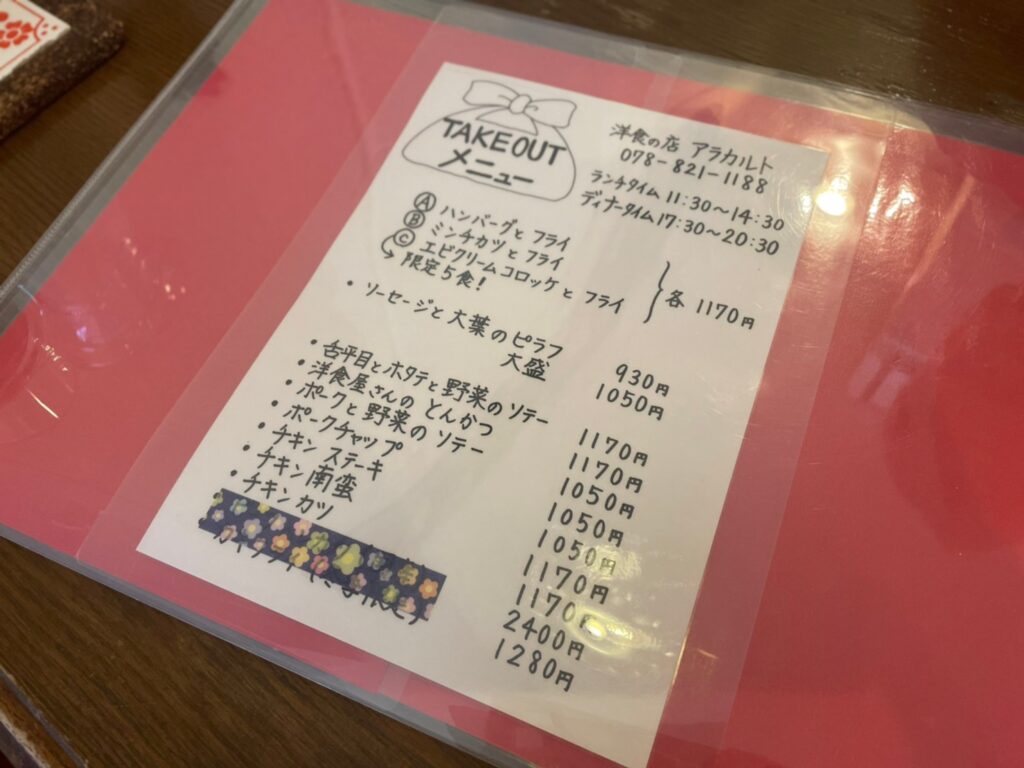 TAKE OUT
メニュー
洋食の店 アラカルト
078-821-1188
ランチタイム 11:30〜14:30
ディナータイム 17:30〜20:30
Ⓐ ハンバーグと フライ
Ⓑ ミンチカツと フライ
Ⓒ エビクリームコロッケと フライ
限定5食!
各 1170円
・ソーセージと大葉のピラフ 930円
大盛 1050円
・舌平目とホタテと野菜のソテー 1170円
・洋食屋さんの とんかつ 1170円
・ポークと野菜の ソテー 1050円
・ポークチャップ 1050円
・チキン ステーキ 1050円
・チキン南蛮 1170円
・チキンカツ 1170円
2400円
1280円